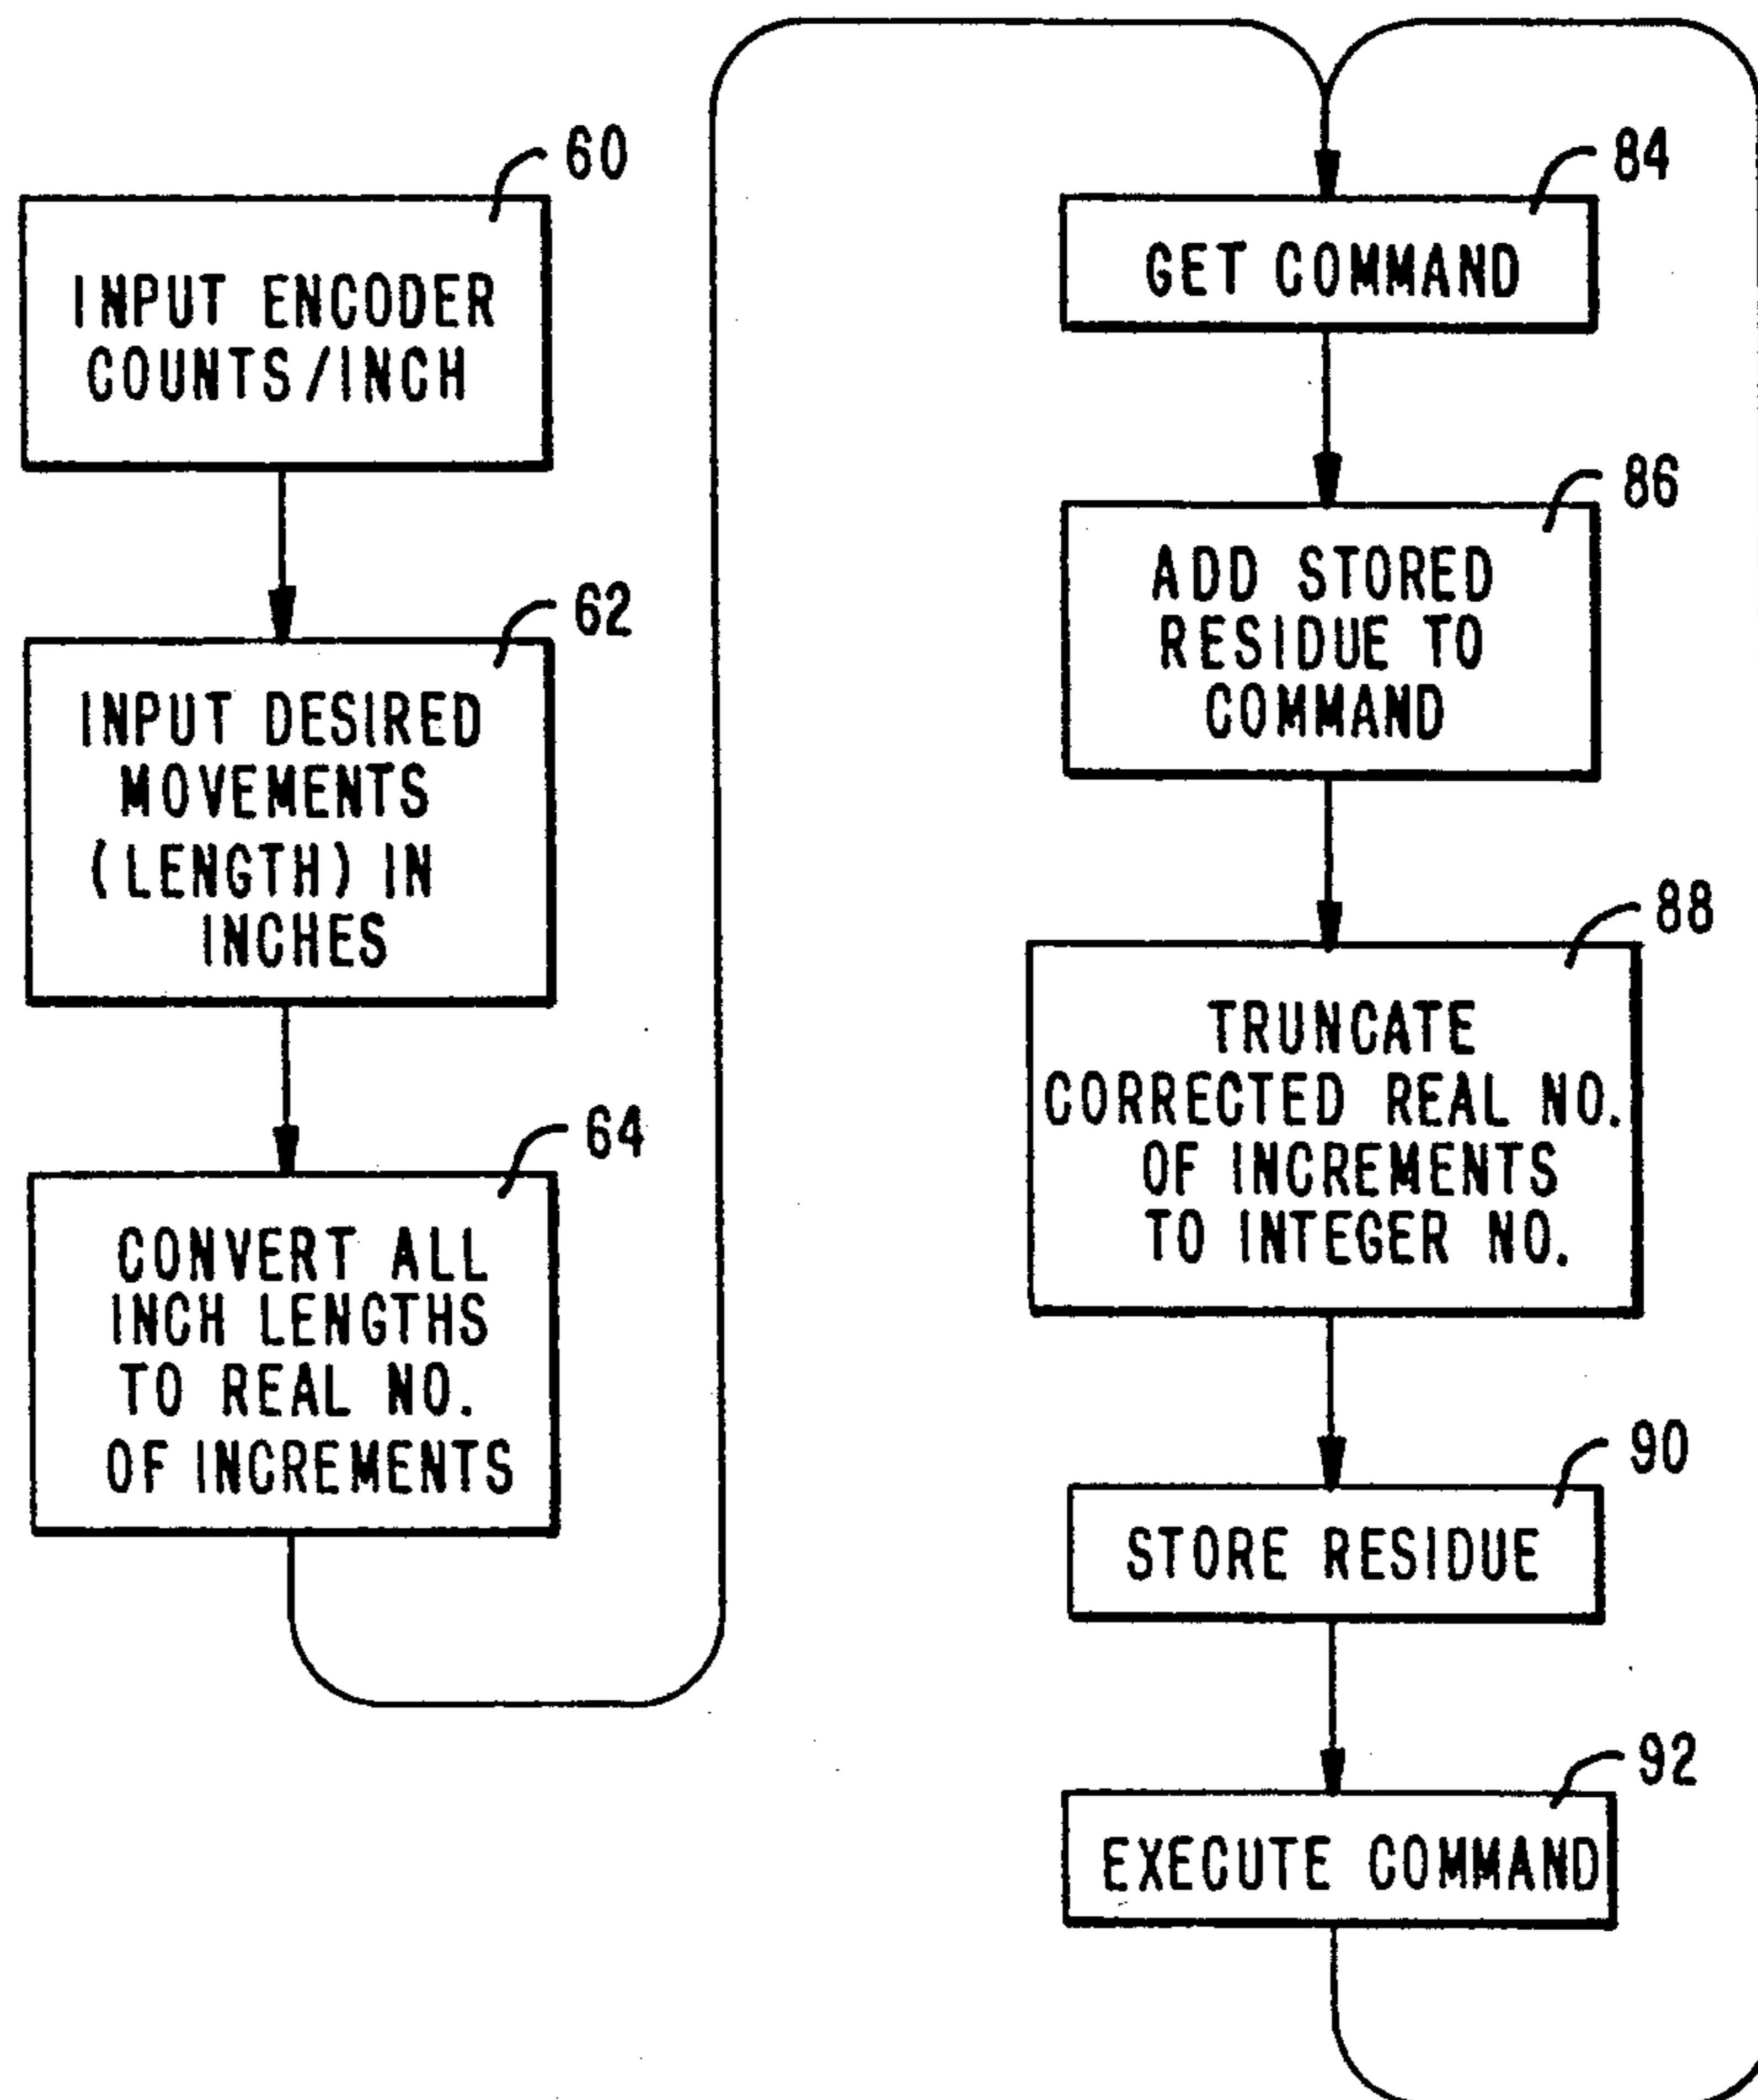 60
INPUT ENCODER
COUNTS/INCH
62
INPUT DESIRED
MOVEMENTS
(LENGTH) IN
INCHES
64
CONVERT ALL
INCH LENGTHS
TO REAL NO.
OF INCREMENTS
84
GET COMMAND
86
ADD STORED
RESIDUE TO
COMMAND
88
TRUNCATE
CORRECTED REAL NO.
OF INCREMENTS
TO INTEGER NO.
90
STORE RESIDUE
92
EXECUTE COMMAND